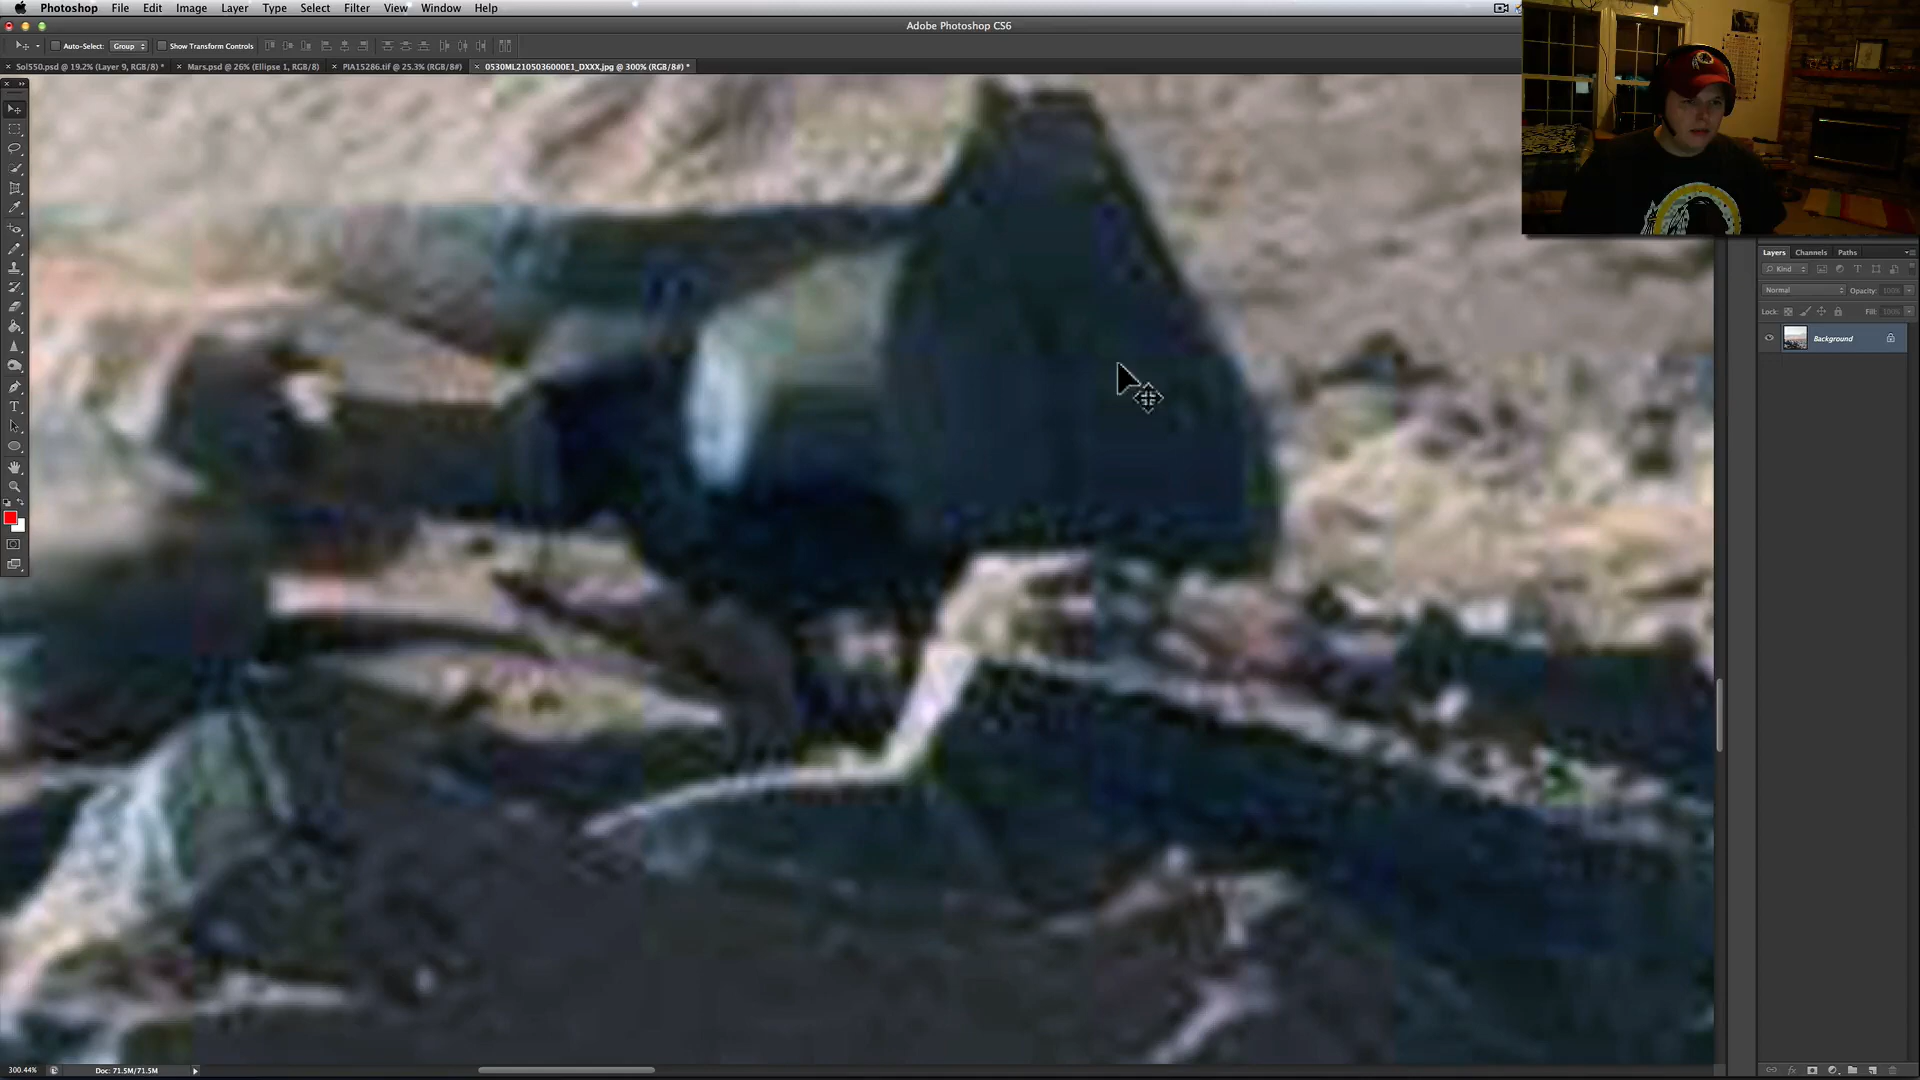 Photoshop File Edit Image Layer Type Select Filter View Window Help
Adobe Photoshop CS6
Auto-Select: Group Show Transform Controls
Sol550.psd @ 19.2% (Layer 9, RGB/8) * Mars.psd @ 26% (Ellipse 1, RGB/8) PIA15286.tif @ 25.3% (RGB/8#) 0530ML2105036000E1_DXXX.jpg @ 300% (RGB/8#) *
Layers Channels Paths
Kind
Normal Opacity: 100%
Lock: Fill: 100%
Background
300.44% Doc: 71.5M/71.5M